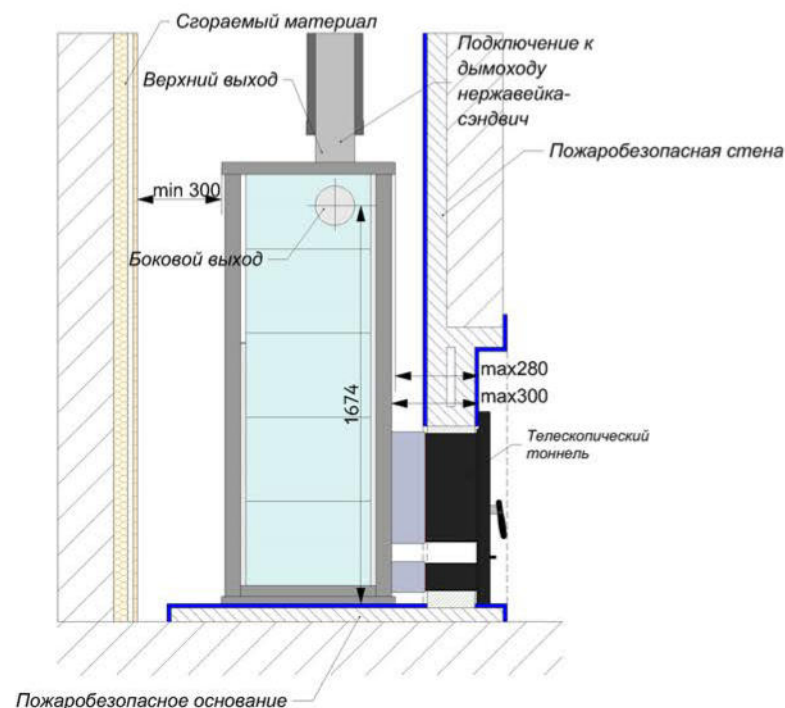 Сгораемый материал
Верхний выход
Подключение к
дымоходу
нержавейка-
сэндвич
Пожаробезопасная стена
min 300
Боковой выход
1674
max280
max300
Телескопический
тоннель
Пожаробезопасное основание